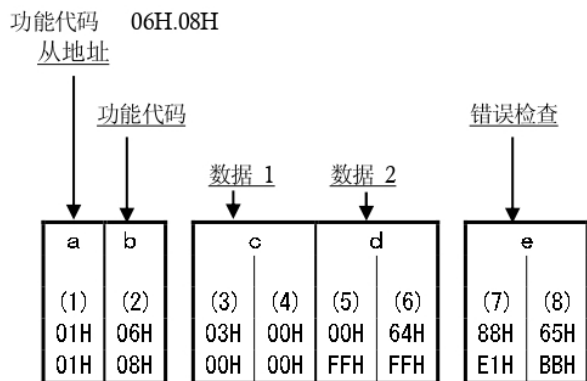 功能代码 06H.08H
从地址
功能代码 错误检查
数据 1 数据 2
a b c d e
(1) (2) (3) (4) (5) (6) (7) (8)
01H 06H 03H 00H 00H 64H 88H 65H
01H 08H 00H 00H FFH FFH E1H BBH